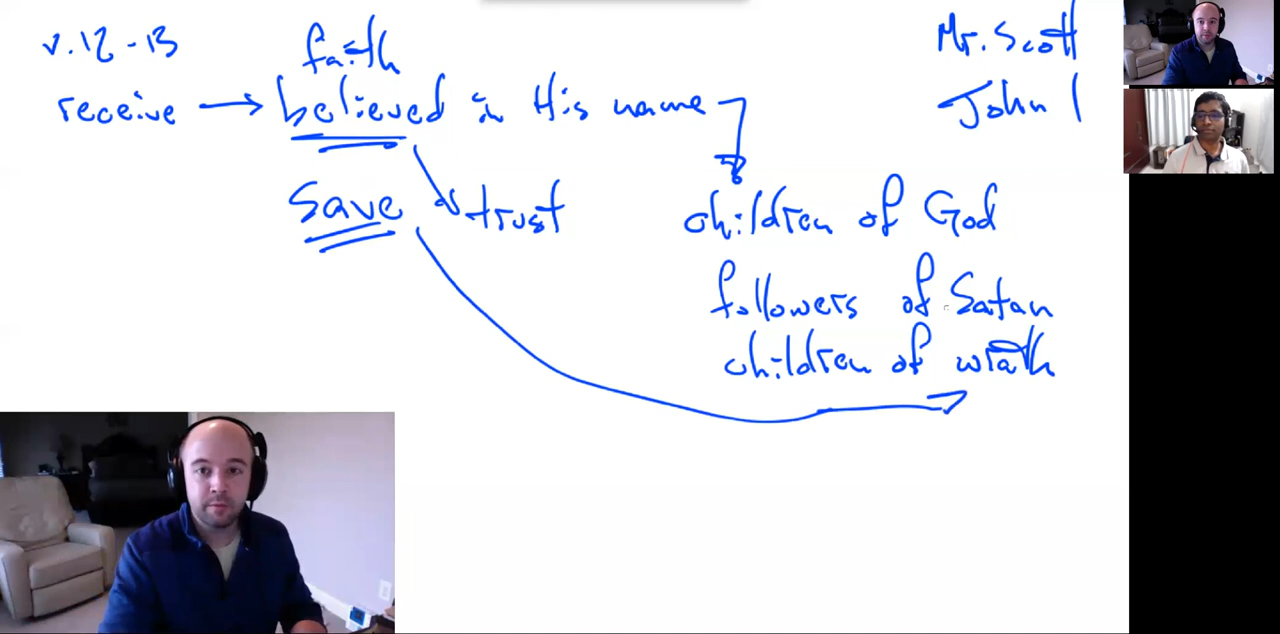 v.12-13
faith
Mr. Scott
receive → believed in His name
John 1
save
trust
children of God
followers of Satan
children of wrath